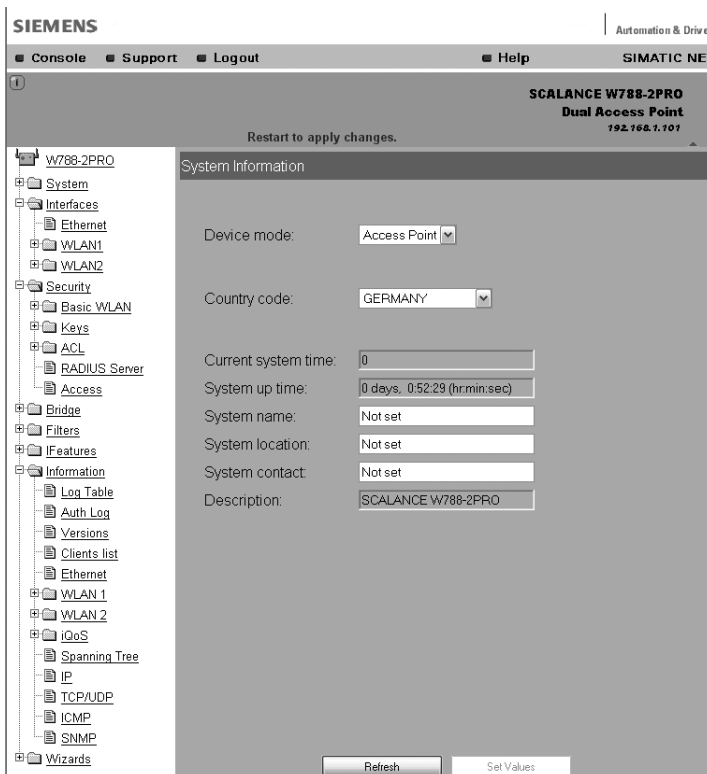 SIEMENS
Automation & Drive
Console Support Logout Help SIMATIC NE
SCALANCE W788-2PRO
Dual Access Point
192.168.1.101
Restart to apply changes.
W788-2PRO
System
Interfaces
Ethernet
WLAN1
WLAN2
Security
Basic WLAN
Keys
ACL
RADIUS Server
Access
Bridge
Filters
IFeatures
Information
Log Table
Auth Log
Versions
Clients list
Ethernet
WLAN 1
WLAN 2
iQoS
Spanning Tree
IP
TCP/UDP
ICMP
SNMP
Wizards
System Information
Device mode: Access Point
Country code: GERMANY
Current system time: 0
System up time: 0 days, 0:52:29 (hr:min:sec)
System name: Not set
System location: Not set
System contact: Not set
Description: SCALANCE W788-2PRO
Refresh Set Values